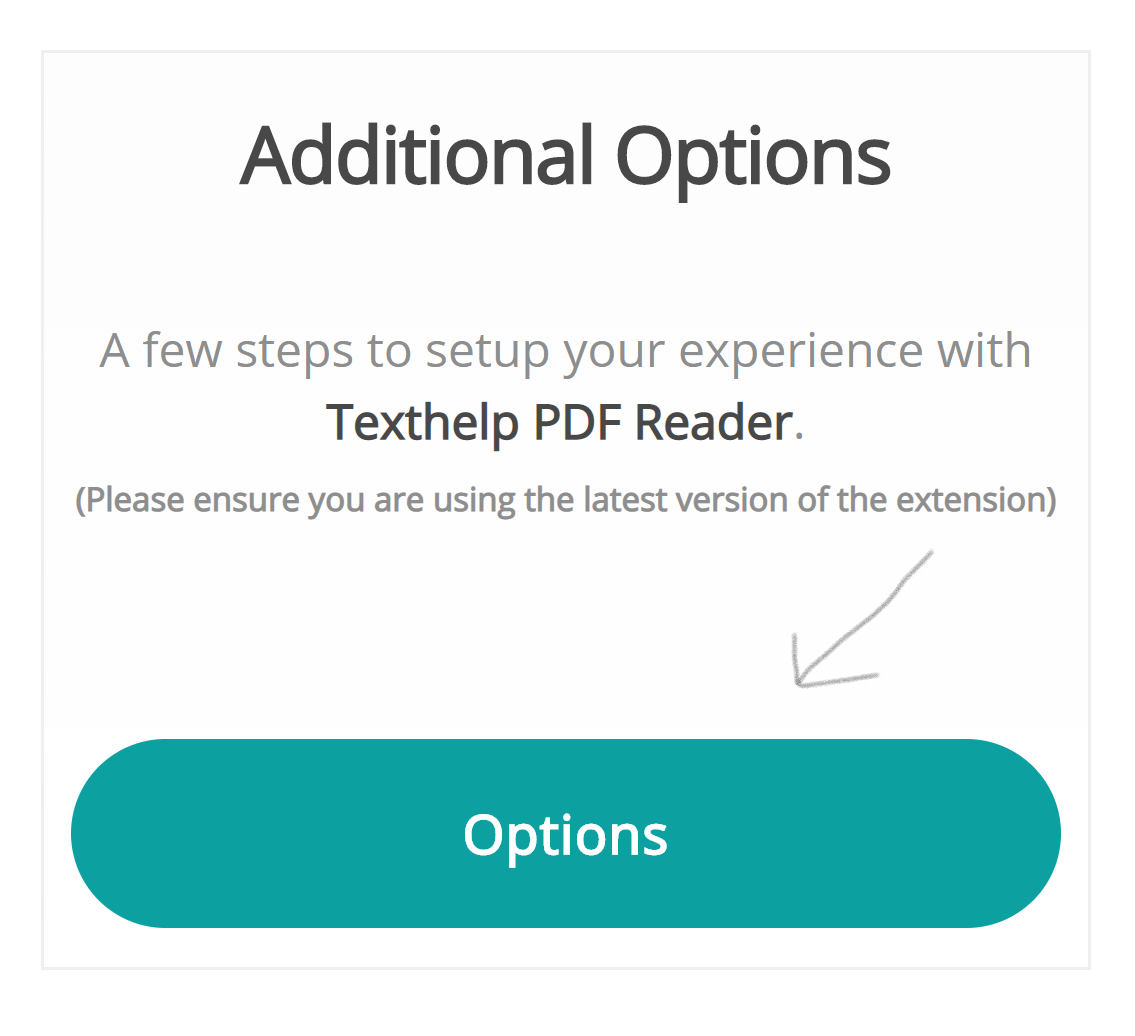 Additional Options
A few steps to setup your experience with
Texthelp PDF Reader.
(Please ensure you are using the latest version of the extension)
Options